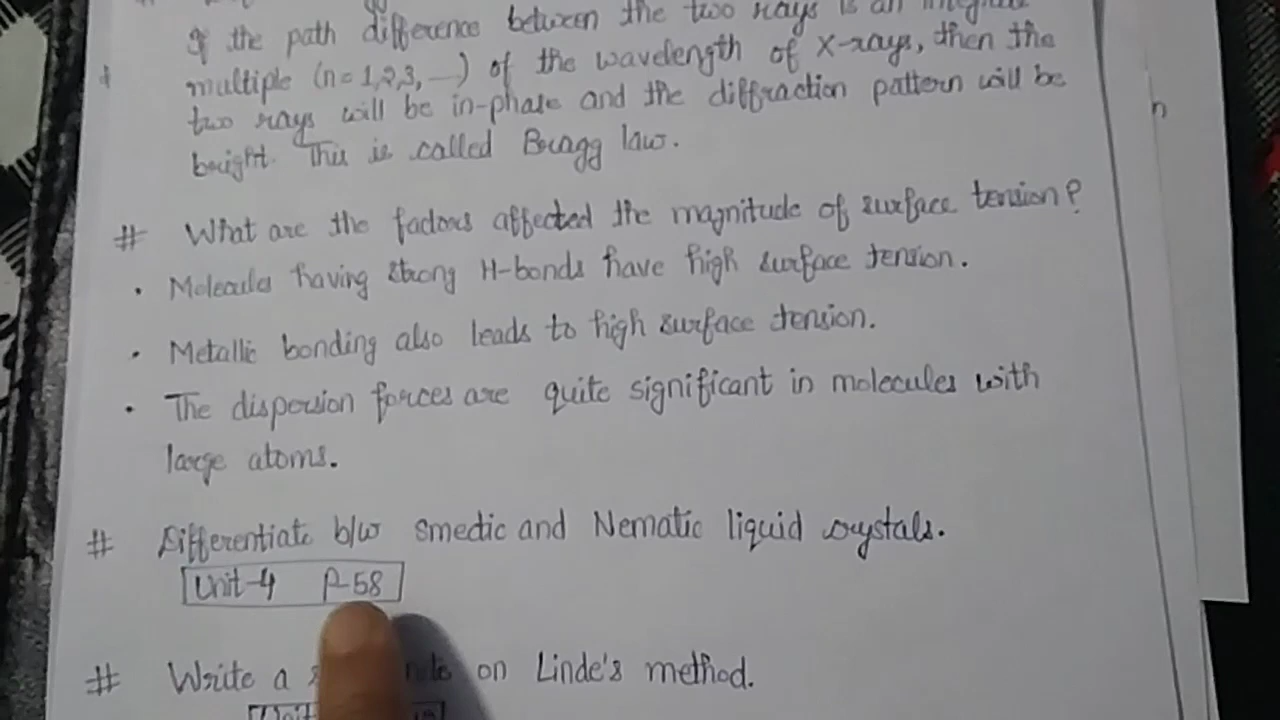 If the path difference between the two rays is an
multiple (n=1,2,3, —) of the wavelength of X-rays, then the
two rays will be in-phase and the diffraction pattern will be
bright. This is called Bragg law.
# What are the factors affected the magnitude of surface tension?
• Molecules having strong H-bonds have high surface tension.
• Metallic bonding also leads to high surface tension.
• The dispersion forces are quite significant in molecules with
large atoms.
# Differentiate b/w Smedic and Nematic liquid crystals.
Unit-4 P-58
# Write a on Linde's method.